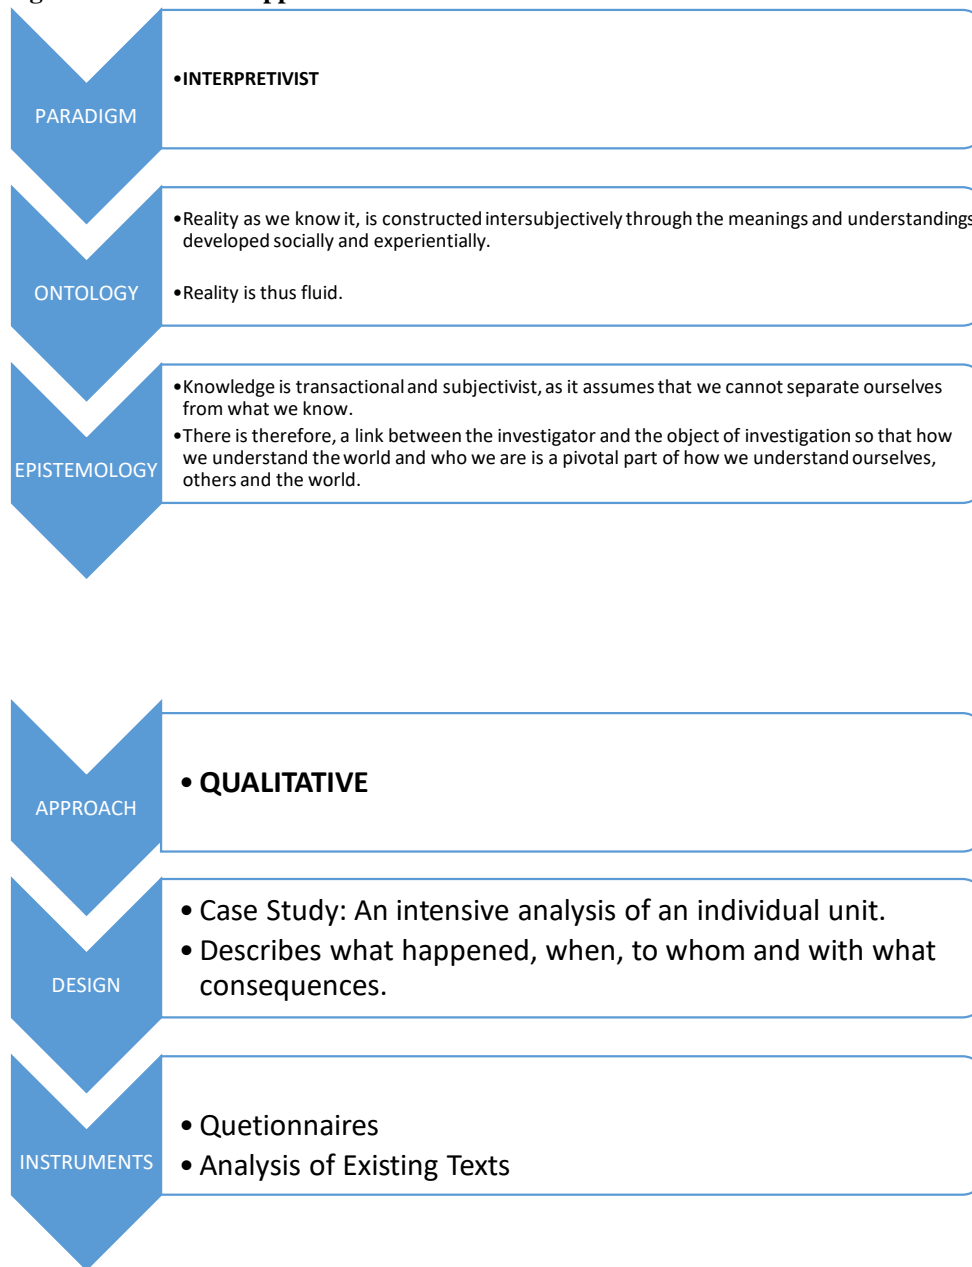 PARADIGM
•INTERPRETIVIST
ONTOLOGY
•Reality as we know it, is constructed intersubjectively through the meanings and understandings
developed socially and experientially.
•Reality is thus fluid.
EPISTEMOLOGY
•Knowledge is transactional and subjectivist, as it assumes that we cannot separate ourselves
from what we know.
•There is therefore, a link between the investigator and the object of investigation so that how
we understand the world and who we are is a pivotal part of how we understand ourselves,
others and the world.
APPROACH
• QUALITATIVE
DESIGN
• Case Study: An intensive analysis of an individual unit.
• Describes what happened, when, to whom and with what
consequences.
INSTRUMENTS
• Quetionnaires
• Analysis of Existing Texts